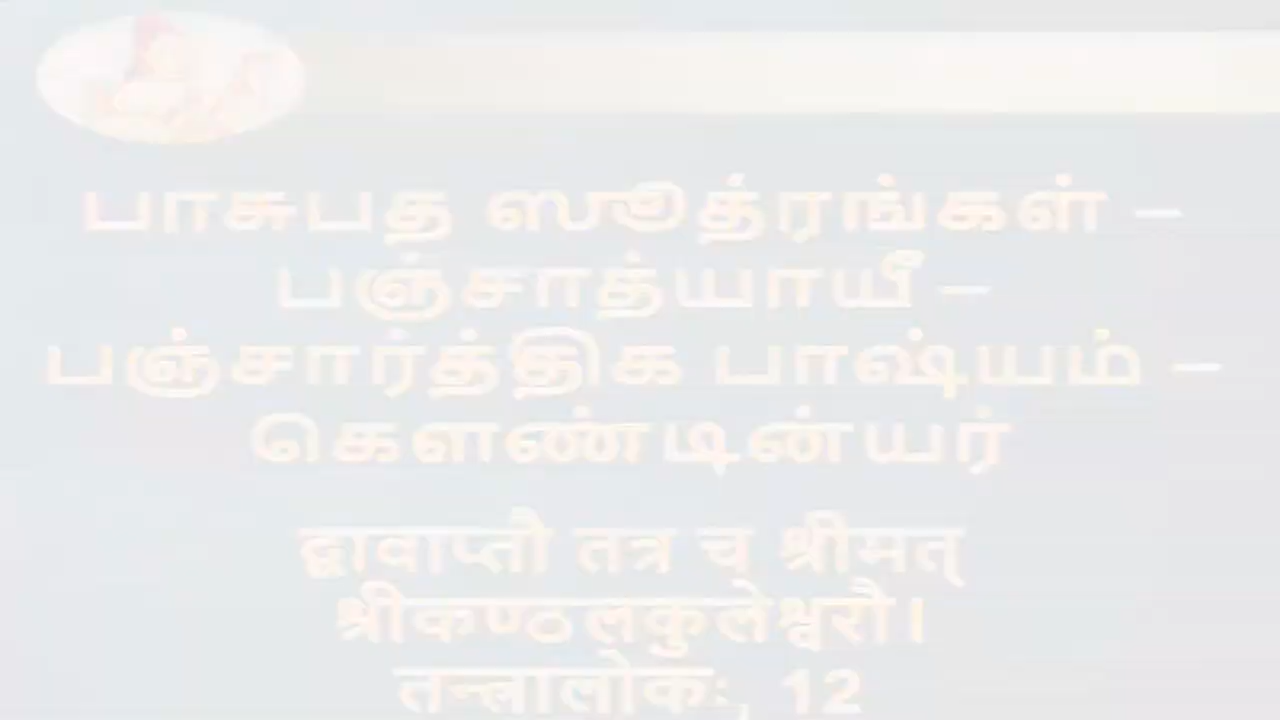 பாசுபத ஸூத்ரங்கள் –
பஞ்சாத்யாயீ –
பஞ்சார்த்திக பாஷ்யம் –
கௌண்டின்யர்
द्वावाप्तौ तत्र च श्रीमत्
श्रीकण्ठलकुलेश्वरौ।
तन्त्रालोकः, 12